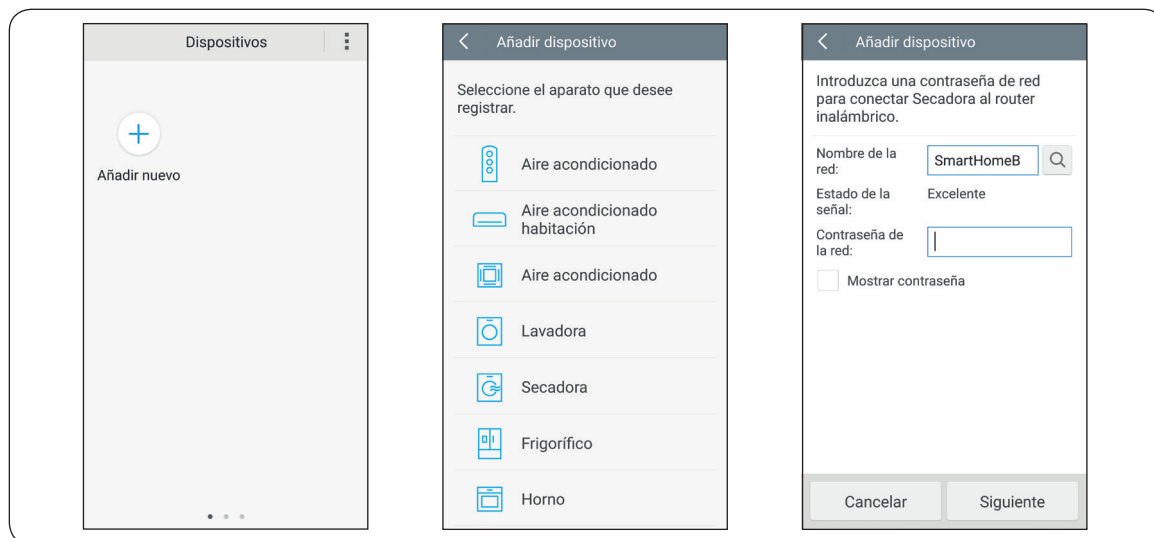 Dispositivos
Añadir nuevo
Añadir dispositivo
Seleccione el aparato que desee
registrar.
Aire acondicionado
Aire acondicionado
habitación
Aire acondicionado
Lavadora
Secadora
Frigorífico
Horno
Añadir dispositivo
Introduzca una contraseña de red
para conectar Secadora al router
inalámbrico.
Nombre de la
red:
SmartHomeB
Estado de la
señal:
Excelente
Contraseña de
la red:
Mostrar contraseña
Cancelar
Siguiente